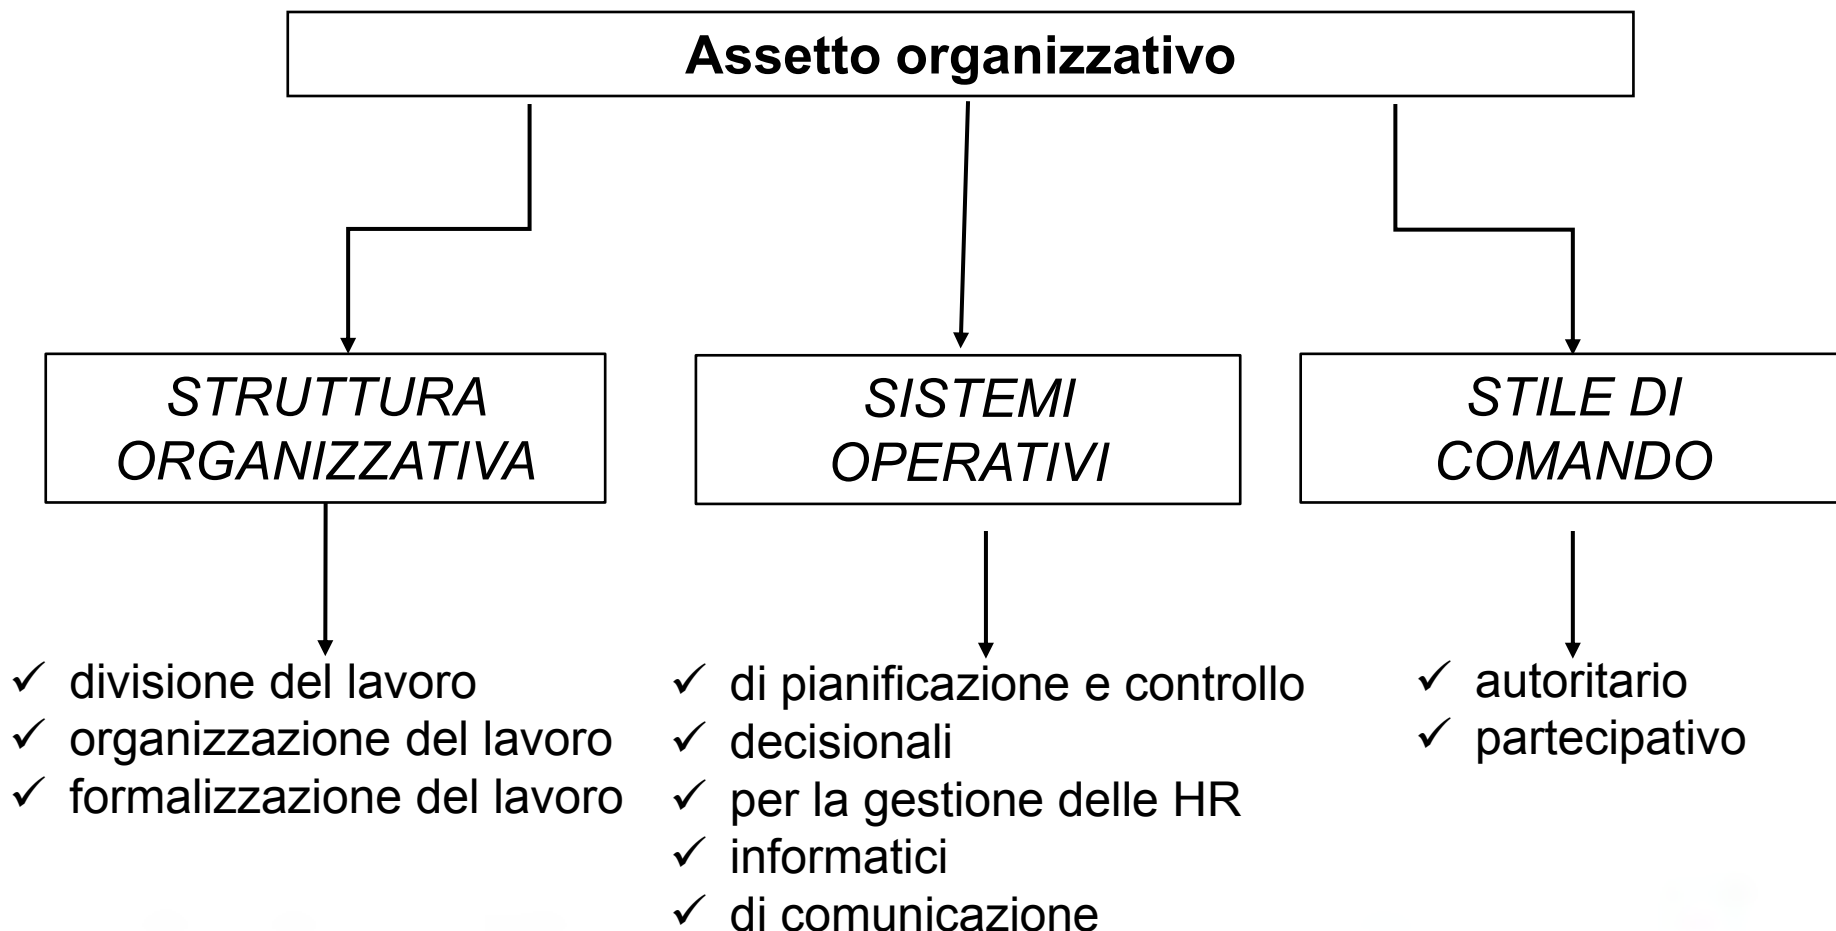 Assetto organizzativo
STRUTTURA
ORGANIZZATIVA
SISTEMI
OPERATIVI
STILE DI
COMANDO
✓ divisione del lavoro
✓ organizzazione del lavoro
✓ formalizzazione del lavoro
✓ di pianificazione e controllo
✓ decisionali
✓ per la gestione delle HR
✓ informatici
✓ di comunicazione
✓ autoritario
✓ partecipativo